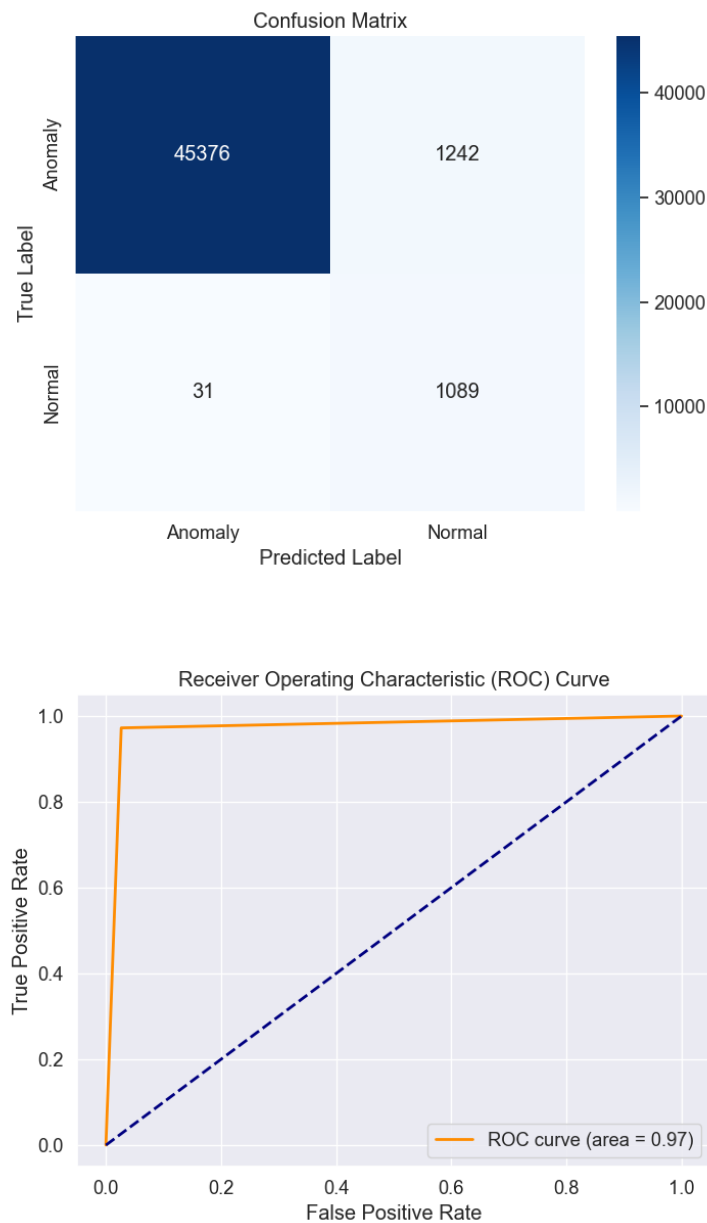 Confusion Matrix
True Label
Anomaly
Normal
45376
1242
31
1089
Anomaly
Normal
Predicted Label
40000
30000
20000
10000
Receiver Operating Characteristic (ROC) Curve
True Positive Rate
1.0
0.8
0.6
0.4
0.2
0.0
0.0
0.2
0.4
0.6
0.8
1.0
False Positive Rate
ROC curve (area = 0.97)